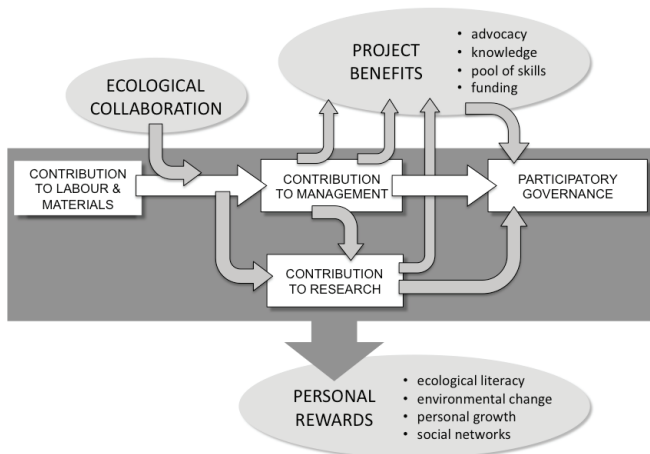 PROJECT
BENEFITS
• advocacy
• knowledge
• pool of skills
• funding
ECOLOGICAL
COLLABORATION
CONTRIBUTION
TO LABOUR &
MATERIALS
CONTRIBUTION
TO MANAGEMENT
PARTICIPATORY
GOVERNANCE
CONTRIBUTION
TO RESEARCH
PERSONAL
REWARDS
• ecological literacy
• environmental change
• personal growth
• social networks